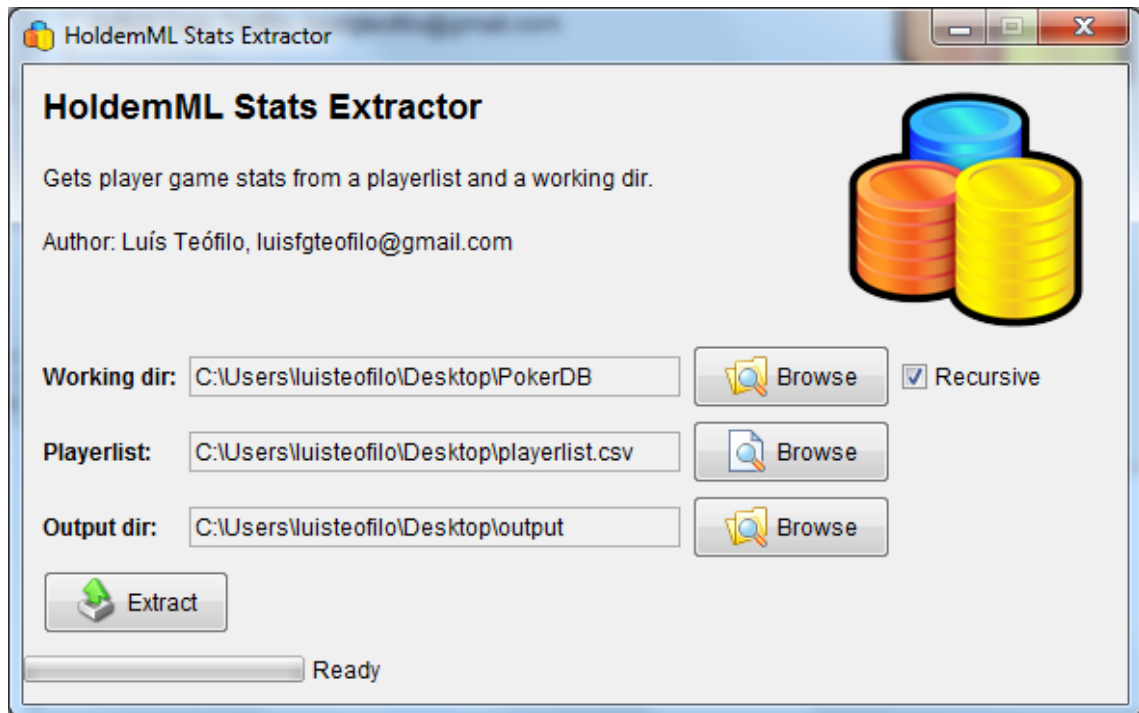 HoldemML Stats Extractor
HoldemML Stats Extractor
Gets player game stats from a playerlist and a working dir.
Author: Luís Teófilo, luisfgteofilo@gmail.com
Working dir: C:\Users\luisteofilo\Desktop\PokerDB Browse Recursive
Playerlist: C:\Users\luisteofilo\Desktop\playerlist.csv Browse
Output dir: C:\Users\luisteofilo\Desktop\output Browse
Extract
Ready